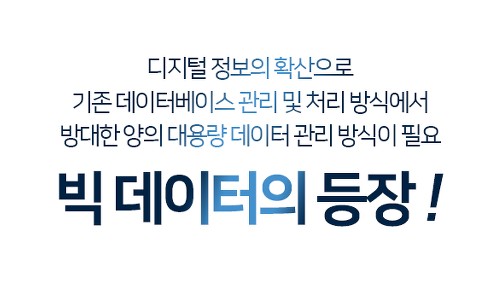 디지털 정보의 확산으로
기존 데이터베이스 관리 및 처리 방식에서
방대한 양의 대용량 데이터 관리 방식이 필요
빅 데이터의 등장 !